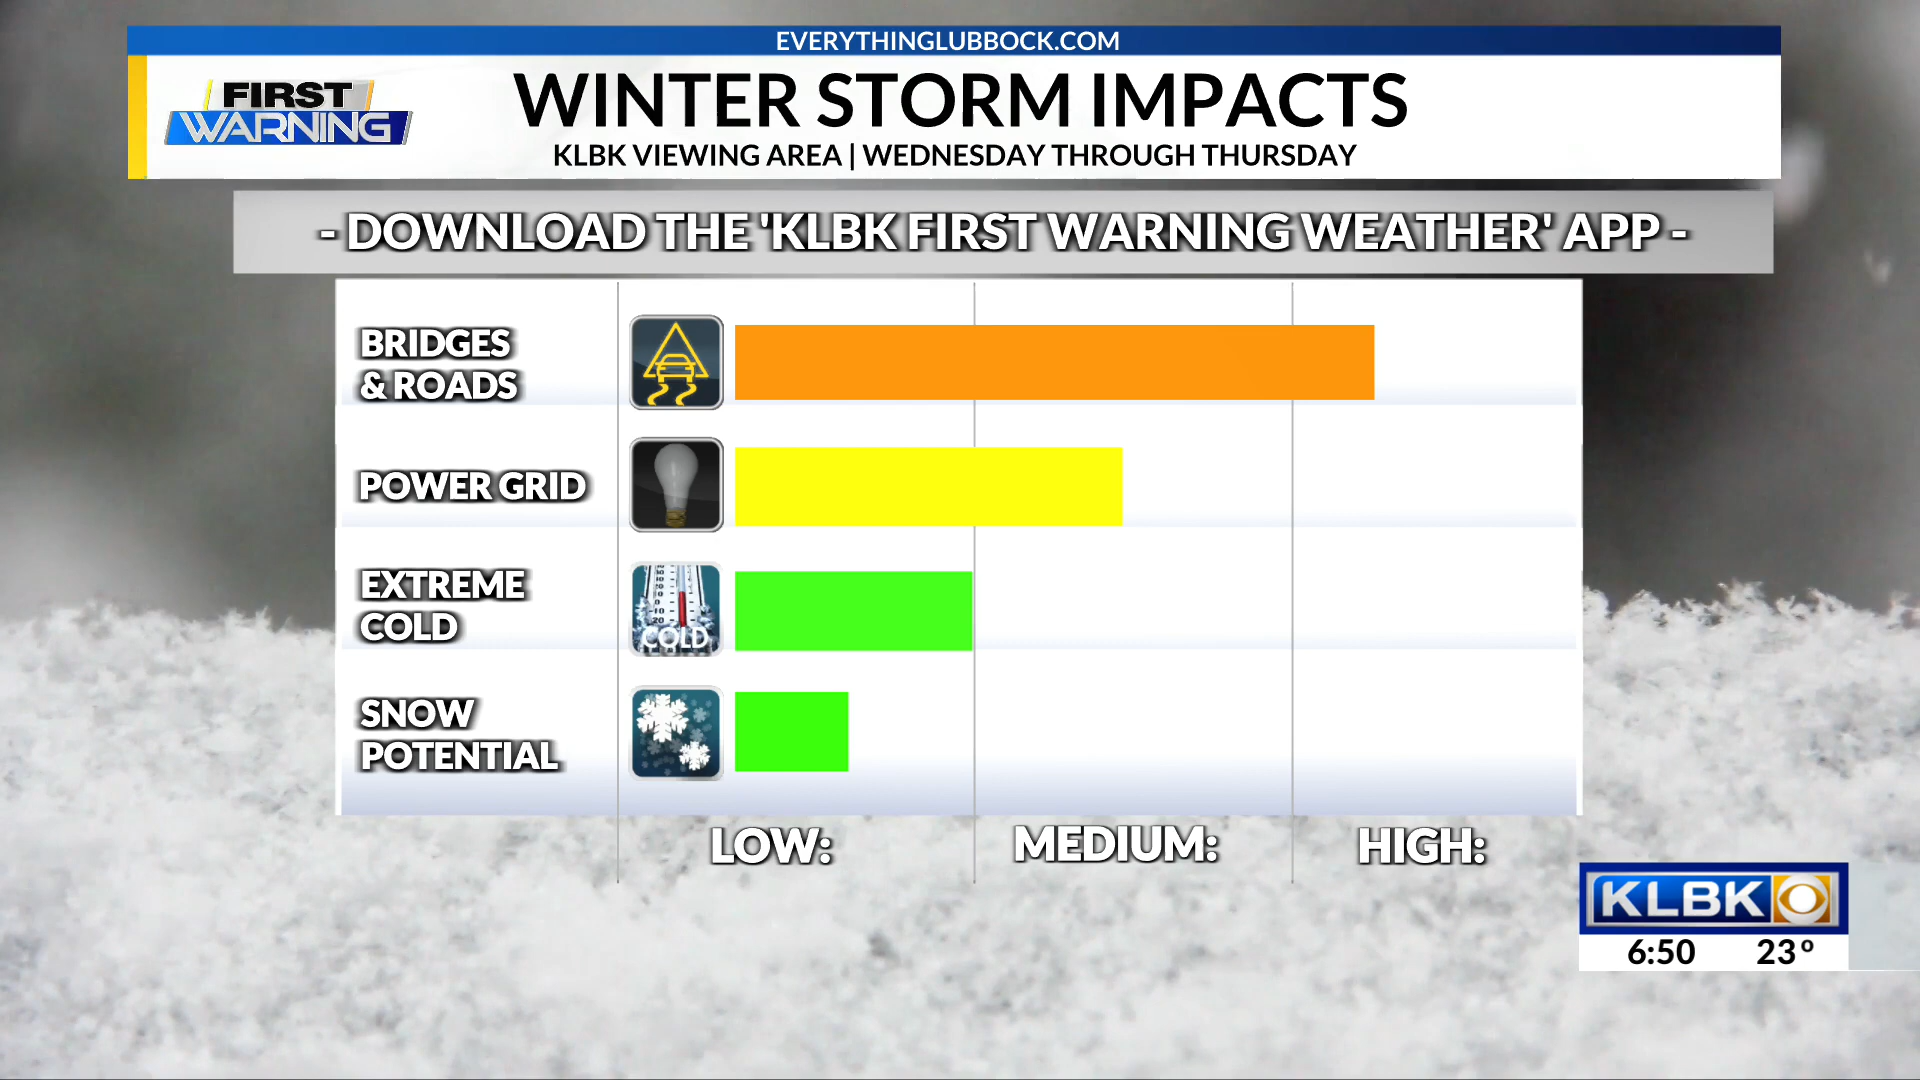 EVERYTHINGLUBBOCK.COM
FIRST
WARNING
WINTER STORM IMPACTS
KLBK VIEWING AREA | WEDNESDAY THROUGH THURSDAY
- DOWNLOAD THE 'KLBK FIRST WARNING WEATHER' APP -
BRIDGES
& ROADS
POWER GRID
EXTREME
COLD
COLD
SNOW
POTENTIAL
LOW:
MEDIUM:
HIGH:
KLBK
6:50 23°